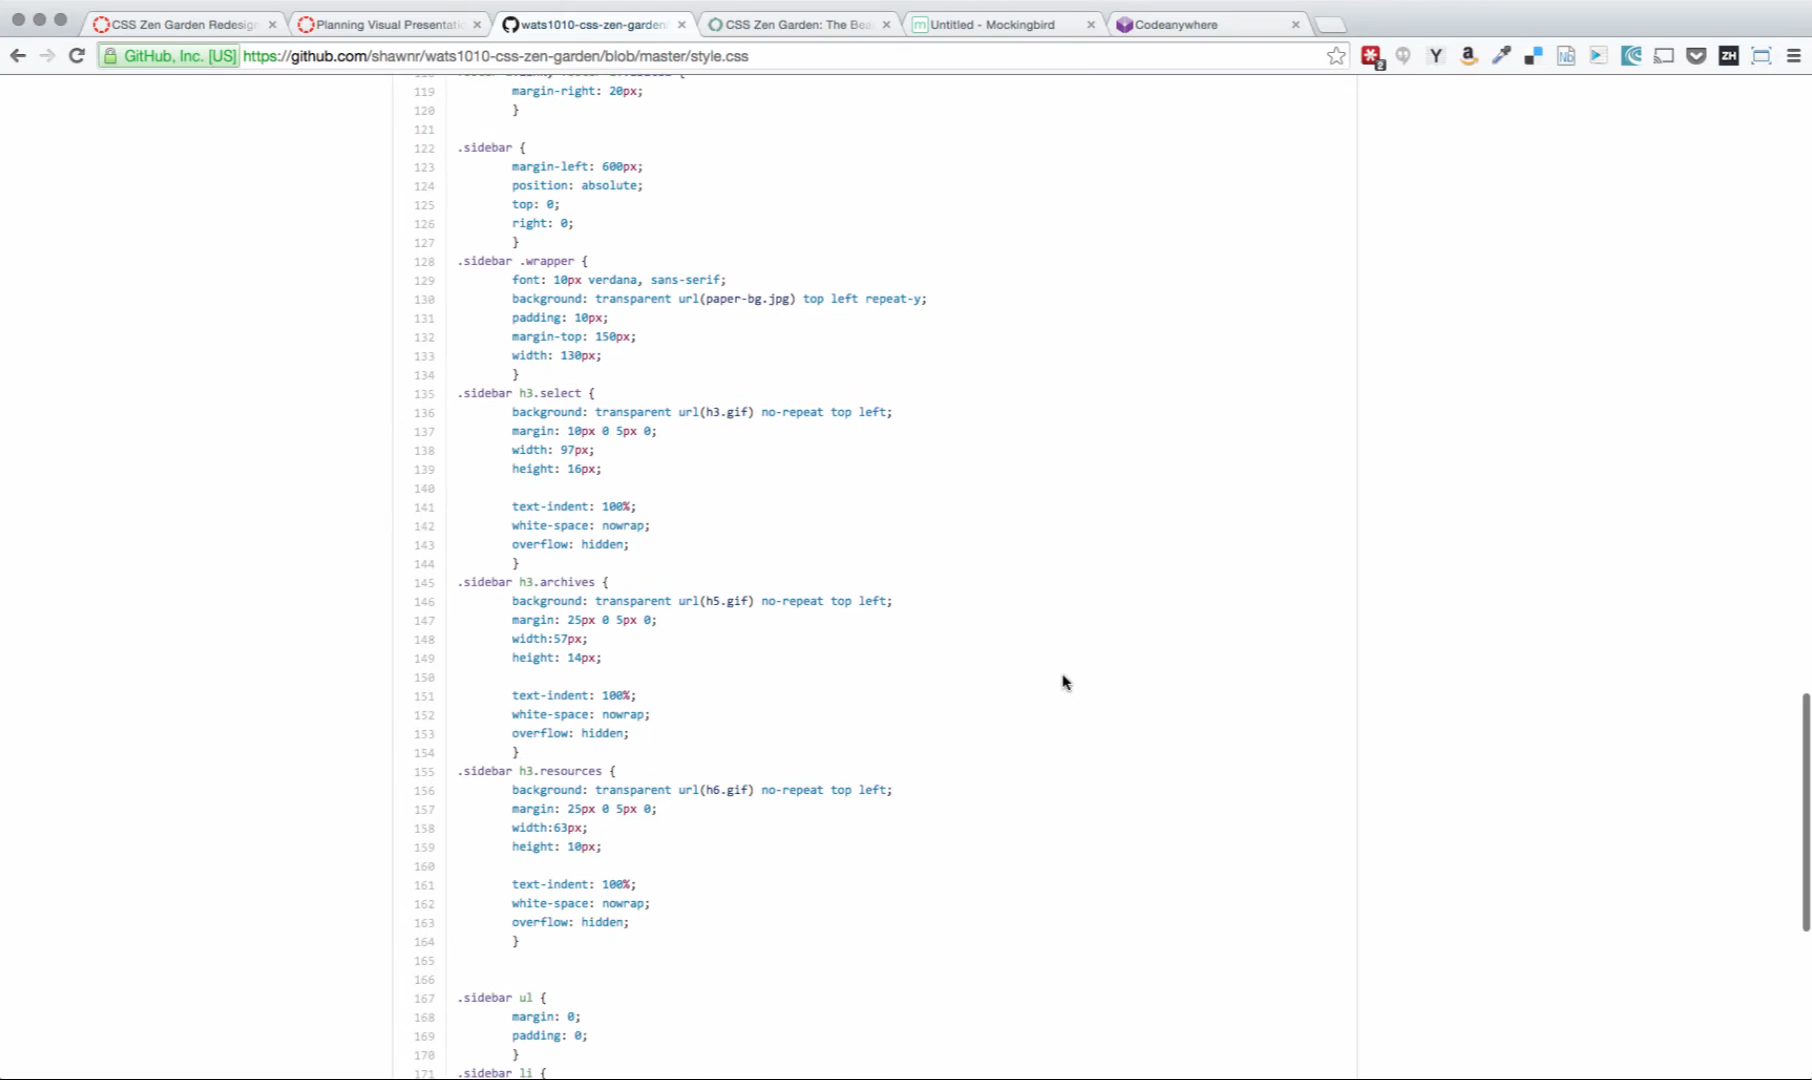 CSS Zen Garden Redesign
Planning Visual Presentati
wats1010-css-zen-garden
CSS Zen Garden: The Bea
Untitled - Mockingbird
Codeanywhere
GitHub, Inc. [US] https://github.com/shawnr/wats1010-css-zen-garden/blob/master/style.css
119 margin-right: 20px;
120 }
121
122 .sidebar {
123 margin-left: 600px;
124 position: absolute;
125 top: 0;
126 right: 0;
127 }
128 .sidebar .wrapper {
129 font: 10px verdana, sans-serif;
130 background: transparent url(paper-bg.jpg) top left repeat-y;
131 padding: 10px;
132 margin-top: 150px;
133 width: 130px;
134 }
135 .sidebar h3.select {
136 background: transparent url(h3.gif) no-repeat top left;
137 margin: 10px 0 5px 0;
138 width: 97px;
139 height: 16px;
140
141 text-indent: 100%;
142 white-space: nowrap;
143 overflow: hidden;
144 }
145 .sidebar h3.archives {
146 background: transparent url(h5.gif) no-repeat top left;
147 margin: 25px 0 5px 0;
148 width:57px;
149 height: 14px;
150
151 text-indent: 100%;
152 white-space: nowrap;
153 overflow: hidden;
154 }
155 .sidebar h3.resources {
156 background: transparent url(h6.gif) no-repeat top left;
157 margin: 25px 0 5px 0;
158 width:63px;
159 height: 10px;
160
161 text-indent: 100%;
162 white-space: nowrap;
163 overflow: hidden;
164 }
165
166
167 .sidebar ul {
168 margin: 0;
169 padding: 0;
170 }
171 .sidebar li {